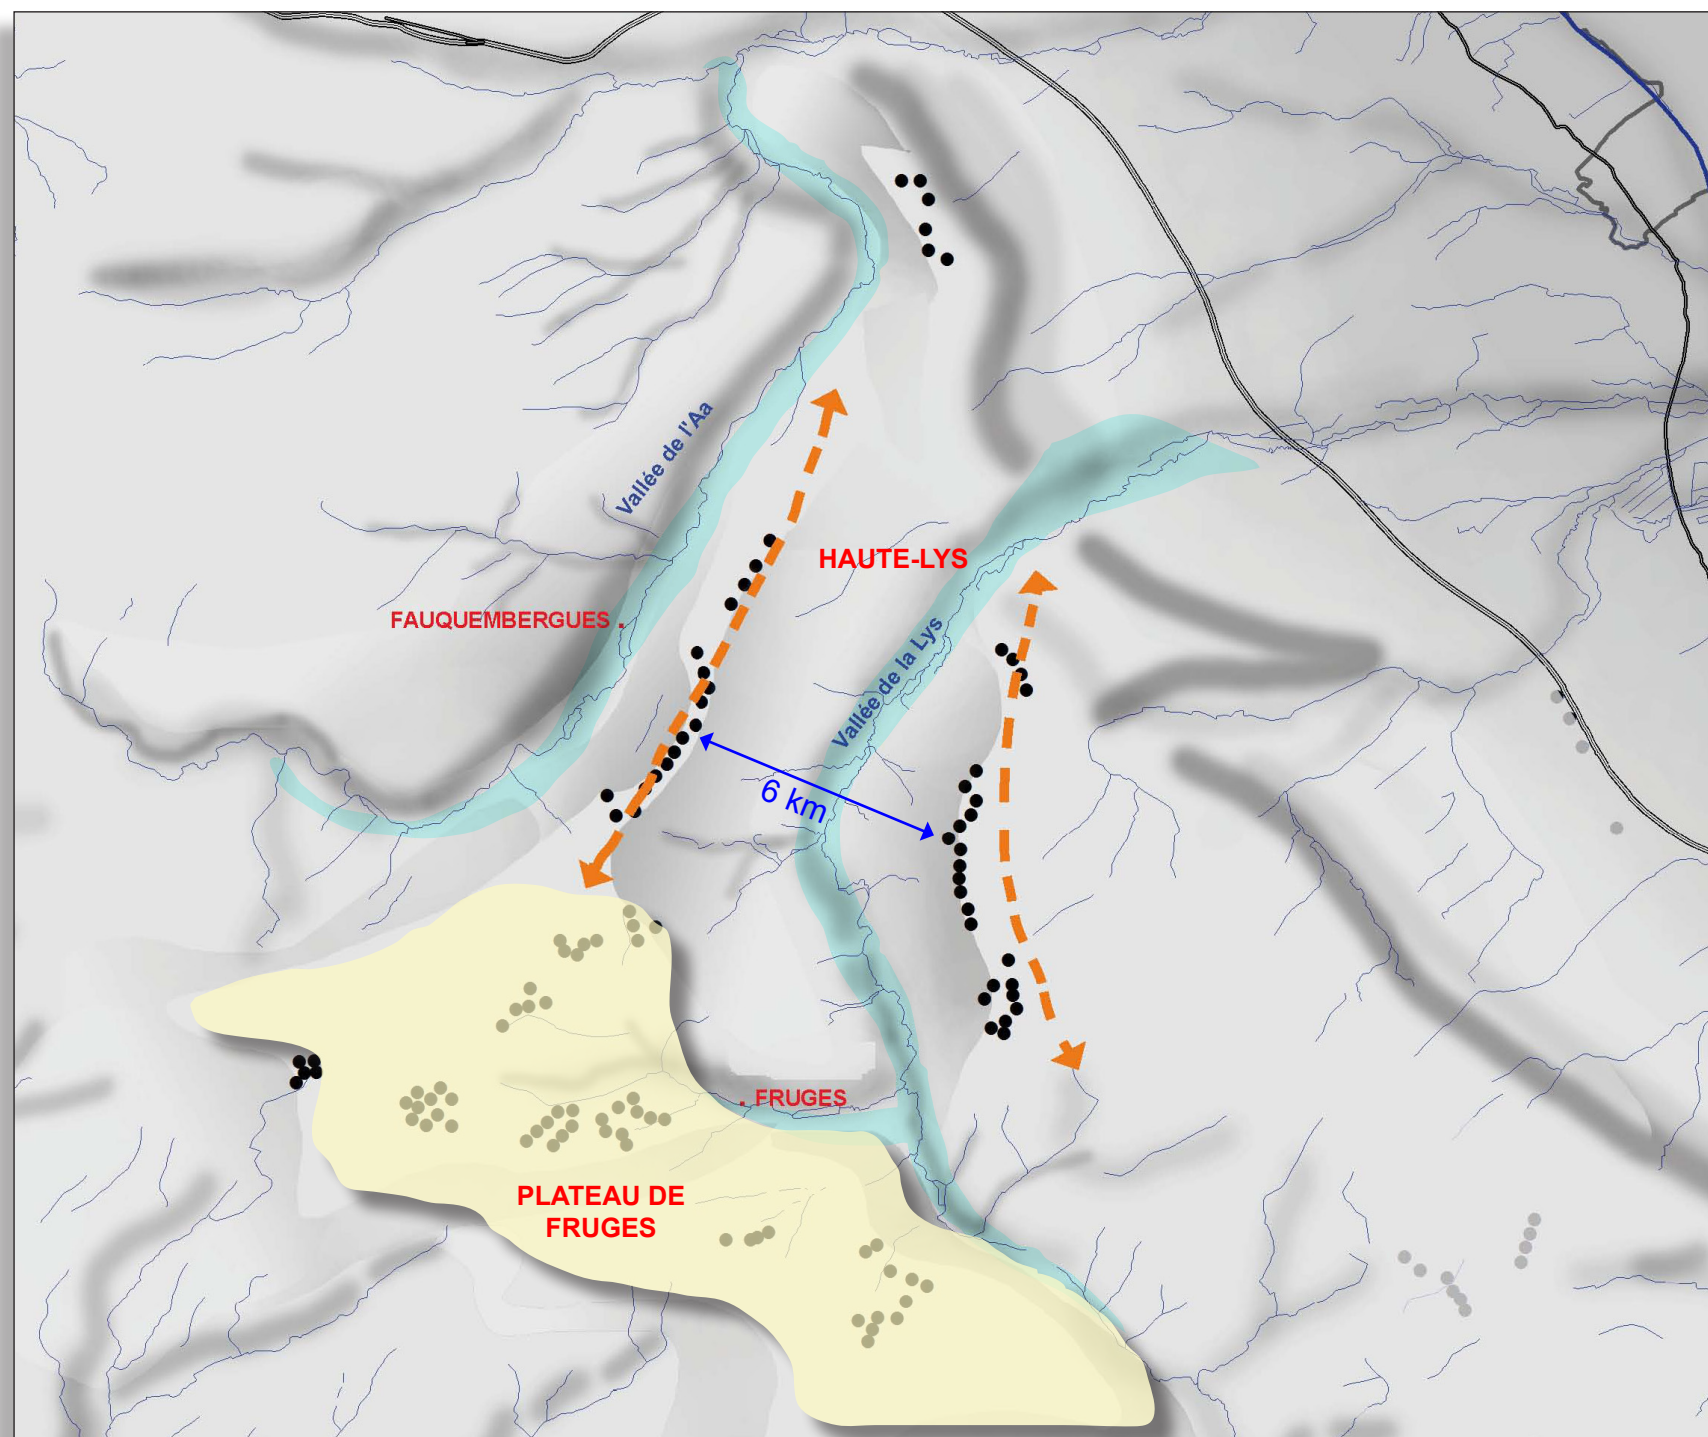 Vallée de l'Aa
HAUTE-LYS
FAUQUEMBERGUES .
Vallée de la Lys
6 km
. FRUGES
PLATEAU DE
FRUGES